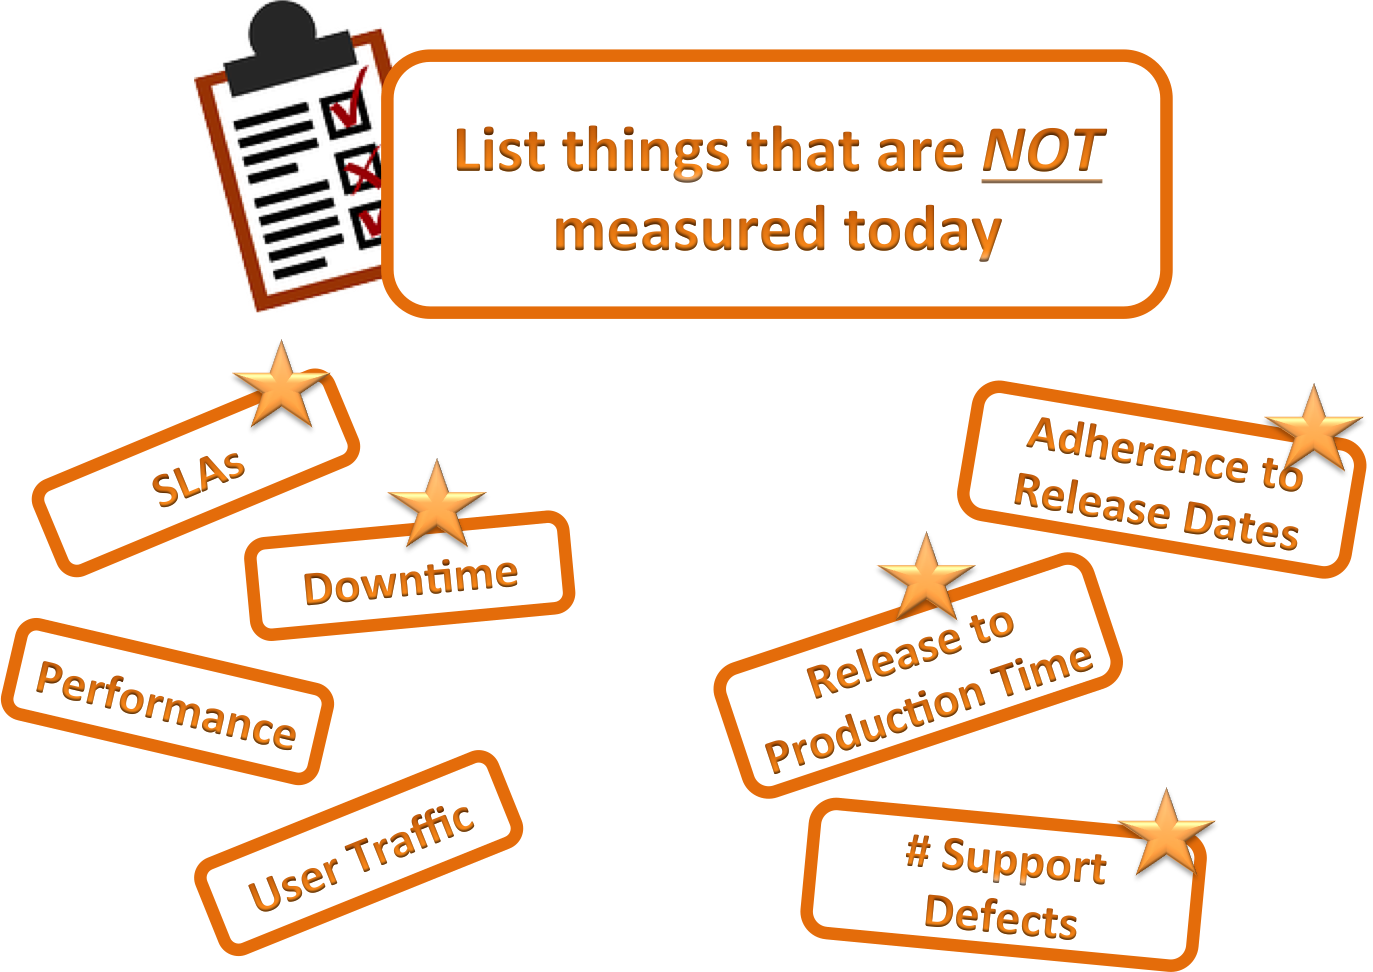 List things that are NOT
measured today
SLAs
Downtime
Performance
User Traffic
Adherence to
Release Dates
Release to
Production Time
# Support
Defects